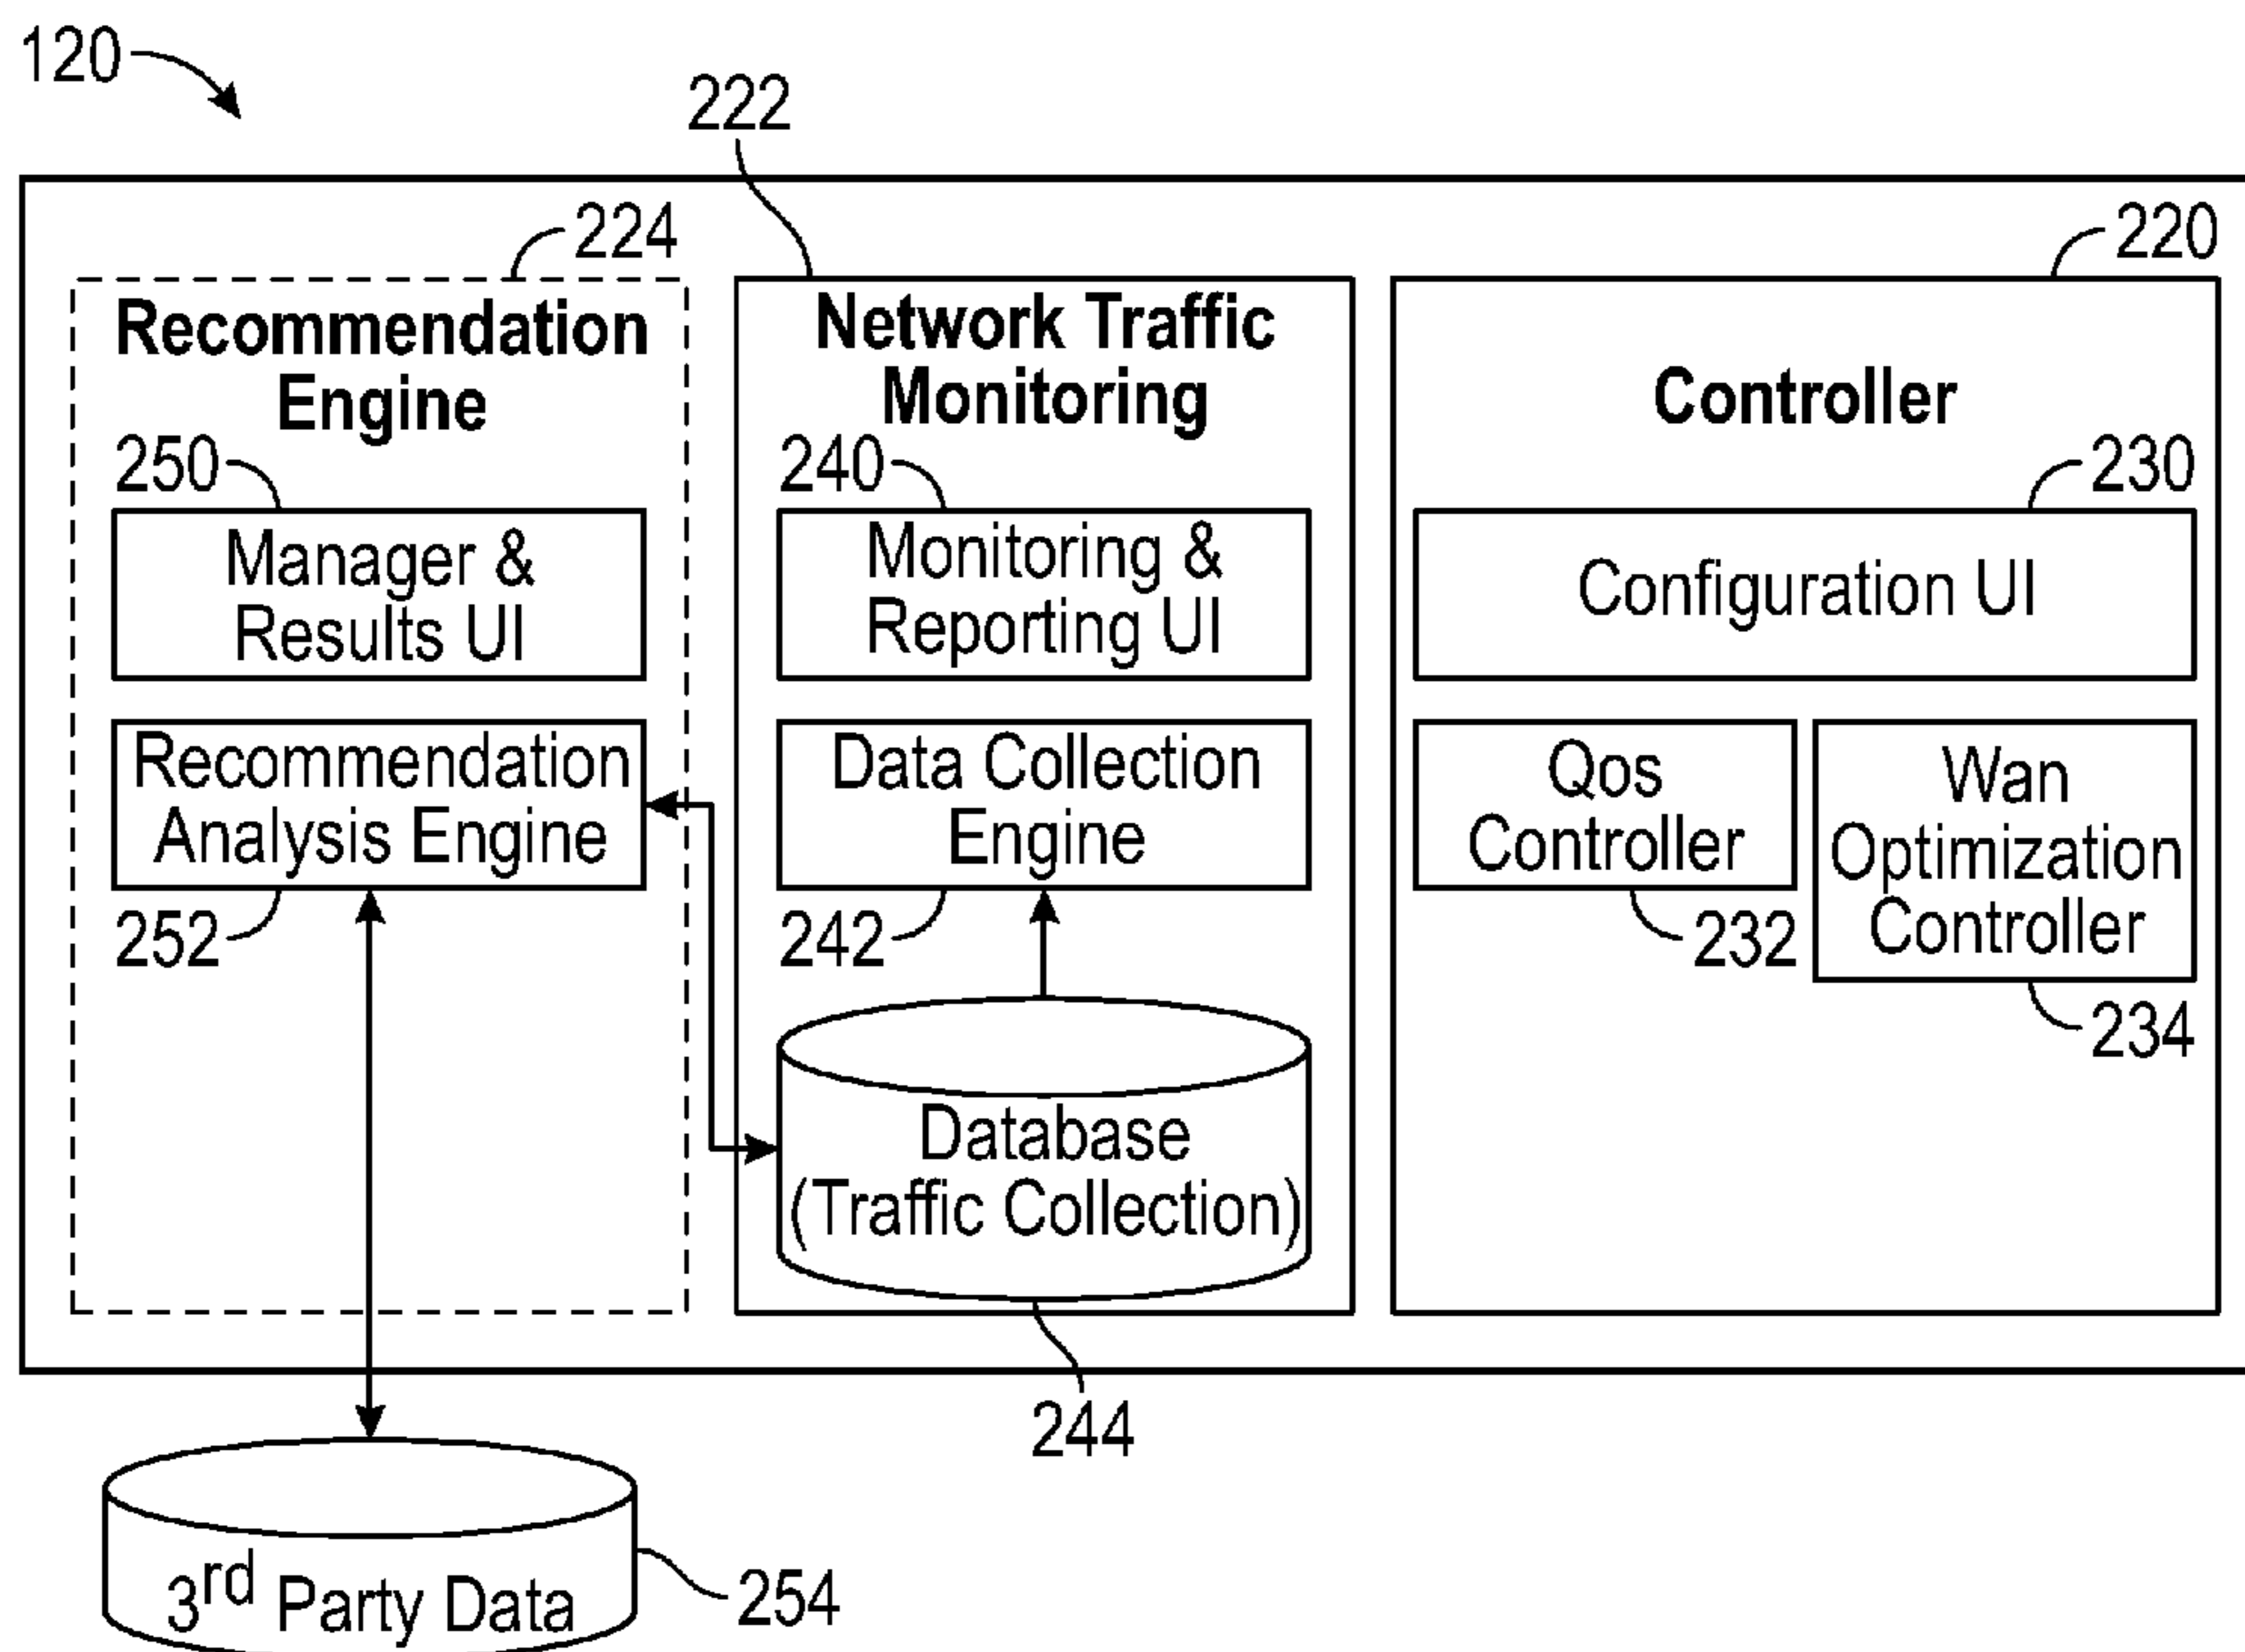 120
222
224
220
Recommendation
Engine
Network Traffic
Monitoring
Controller
250
240
230
Manager &
Results UI
Monitoring &
Reporting UI
Configuration UI
Recommendation
Analysis Engine
Data Collection
Engine
Qos
Controller
Wan
Optimization
Controller
252
242
232
234
Database
(Traffic Collection)
244
3rd Party Data
254